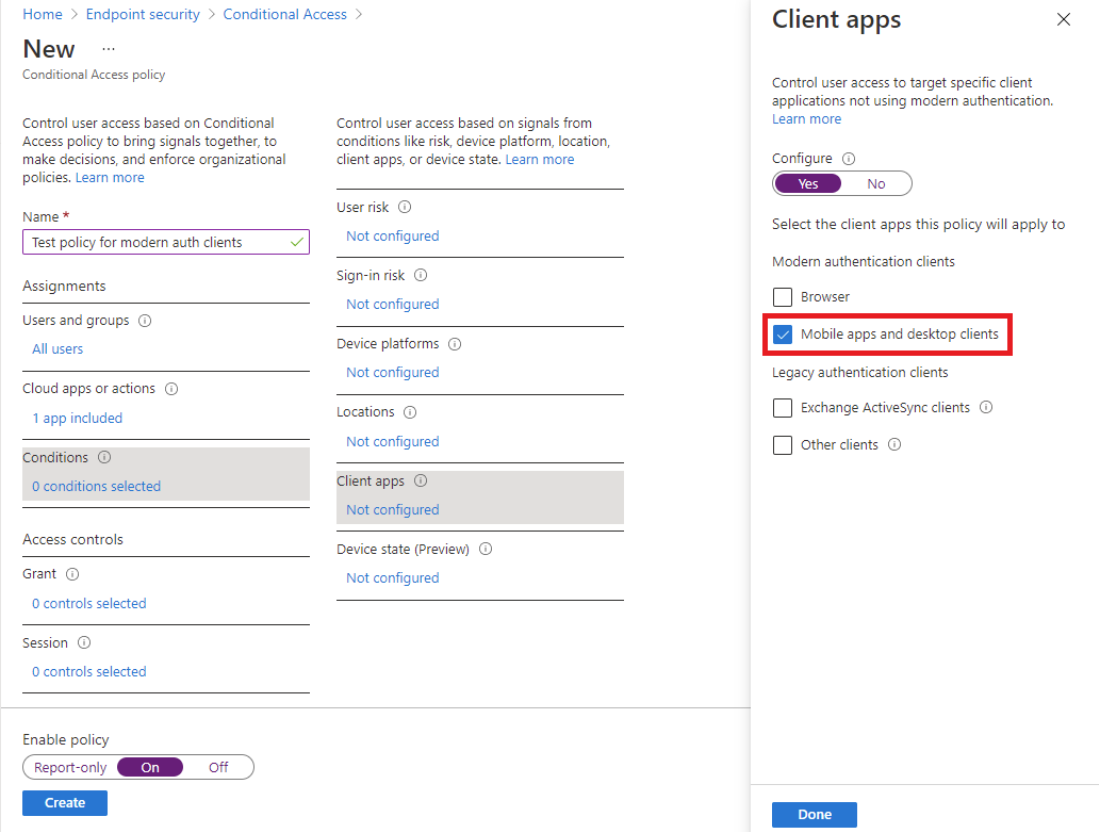 Home > Endpoint security > Conditional Access >
New ...
Conditional Access policy
Control user access based on Conditional
Access policy to bring signals together, to
make decisions, and enforce organizational
policies. Learn more
Name *
Test policy for modern auth clients
Assignments
Users and groups
All users
Cloud apps or actions
1 app included
Conditions
0 conditions selected
Access controls
Grant
0 controls selected
Session
0 controls selected
Enable policy
Report-only On Off
Create
Control user access based on signals from
conditions like risk, device platform, location,
client apps, or device state. Learn more
User risk
Not configured
Sign-in risk
Not configured
Device platforms
Not configured
Locations
Not configured
Client apps
Not configured
Device state (Preview)
Not configured
Client apps
Control user access to target specific client
applications not using modern authentication.
Learn more
Configure
Yes No
Select the client apps this policy will apply to
Modern authentication clients
Browser
Mobile apps and desktop clients
Legacy authentication clients
Exchange ActiveSync clients
Other clients
Done